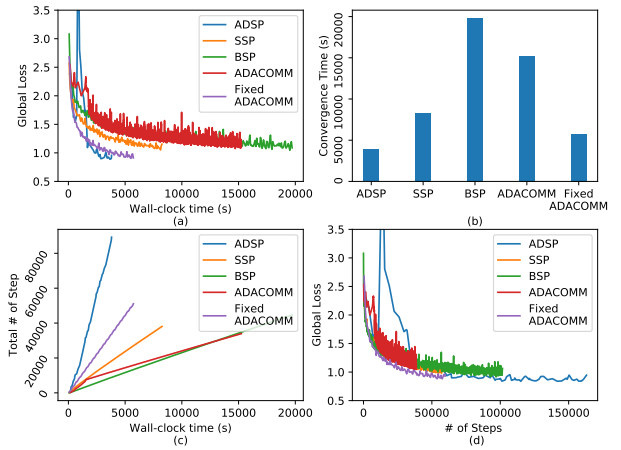 3.5
3.0
2.5
2.0
1.5
1.0
0.5
Global Loss
ADSP
SSP
BSP
ADACOMM
Fixed
ADACOMM
0
5000
10000
15000
20000
Wall-clock time (s)
(a)
20000
15000
10000
5000
0
Convergence Time (s)
ADSP
SSP
BSP
ADACOMM
Fixed
ADACOMM
(b)
80000
60000
40000
20000
0
Total # of Step
ADSP
SSP
BSP
ADACOMM
Fixed
ADACOMM
0
5000
10000
15000
20000
Wall-clock time (s)
(c)
3.5
3.0
2.5
2.0
1.5
1.0
0.5
Global Loss
ADSP
SSP
BSP
ADACOMM
Fixed
ADACOMM
0
50000
100000
150000
# of Steps
(d)